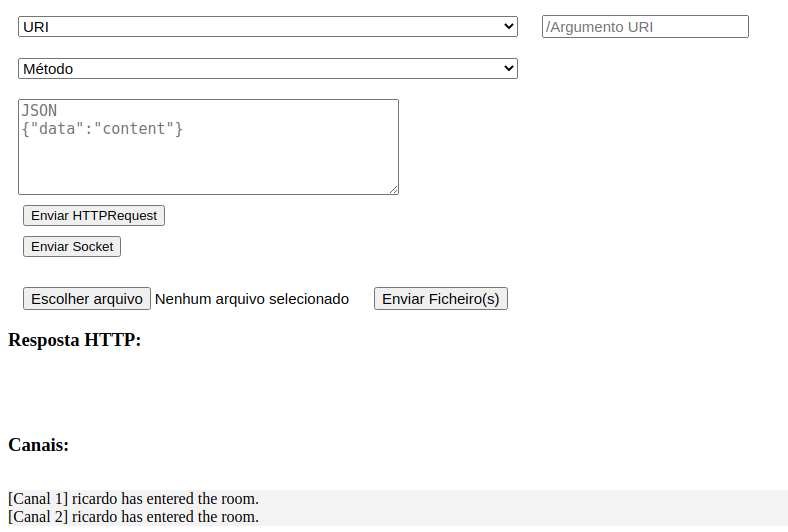 URI /Argumento URI
Método
JSON
{"data":"content"}
Enviar HTTPRequest
Enviar Socket
Escolher arquivo Nenhum arquivo selecionado Enviar Ficheiro(s)
Resposta HTTP:
Canais:
[Canal 1] ricardo has entered the room.
[Canal 2] ricardo has entered the room.